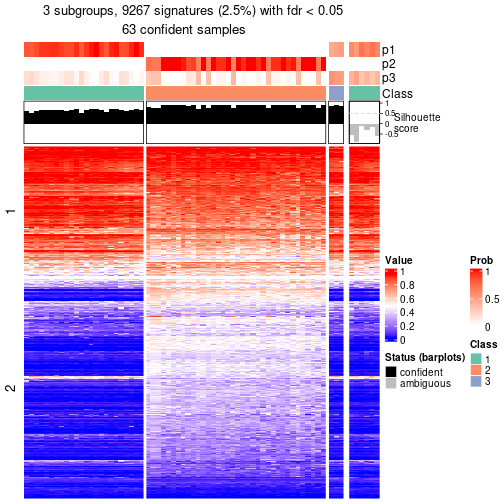 3 subgroups, 9267 signatures (2.5%) with fdr < 0.05
63 confident samples
p1
p2
p3
Class
1
0.5
0
-0.5
Silhouette
score
1
2
Value
1
0.8
0.6
0.4
0.2
0
Status (barplots)
confident
ambiguous
Prob
1
0.5
0
Class
1
2
3